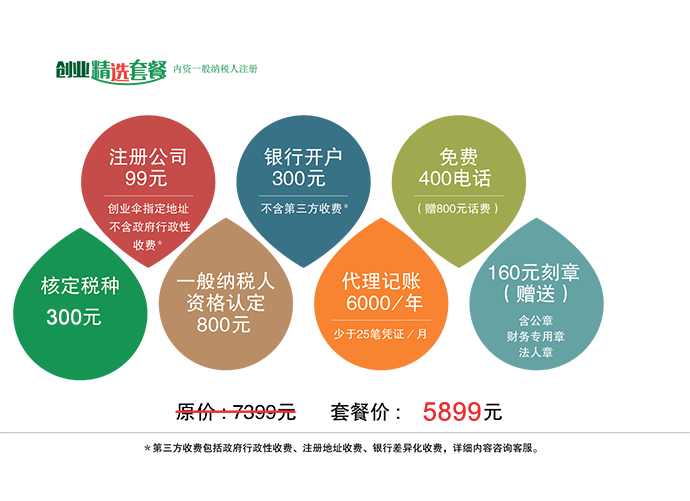 创业精选套餐 内资一般纳税人注册
注册公司
99元
创业伞指定地址
不含政府行政性
收费*
银行开户
300元
不含第三方收费*
免费
400电话
（赠800元话费）
核定税种
300元
一般纳税人
资格认定
800元
代理记账
6000/年
少于25笔凭证/月
160元刻章
（赠送）
含公章
财务专用章
法人章
原价：7399元 套餐价： 5899元
*第三方收费包括政府行政性收费、注册地址收费、银行差异化收费，详细内容咨询客服。